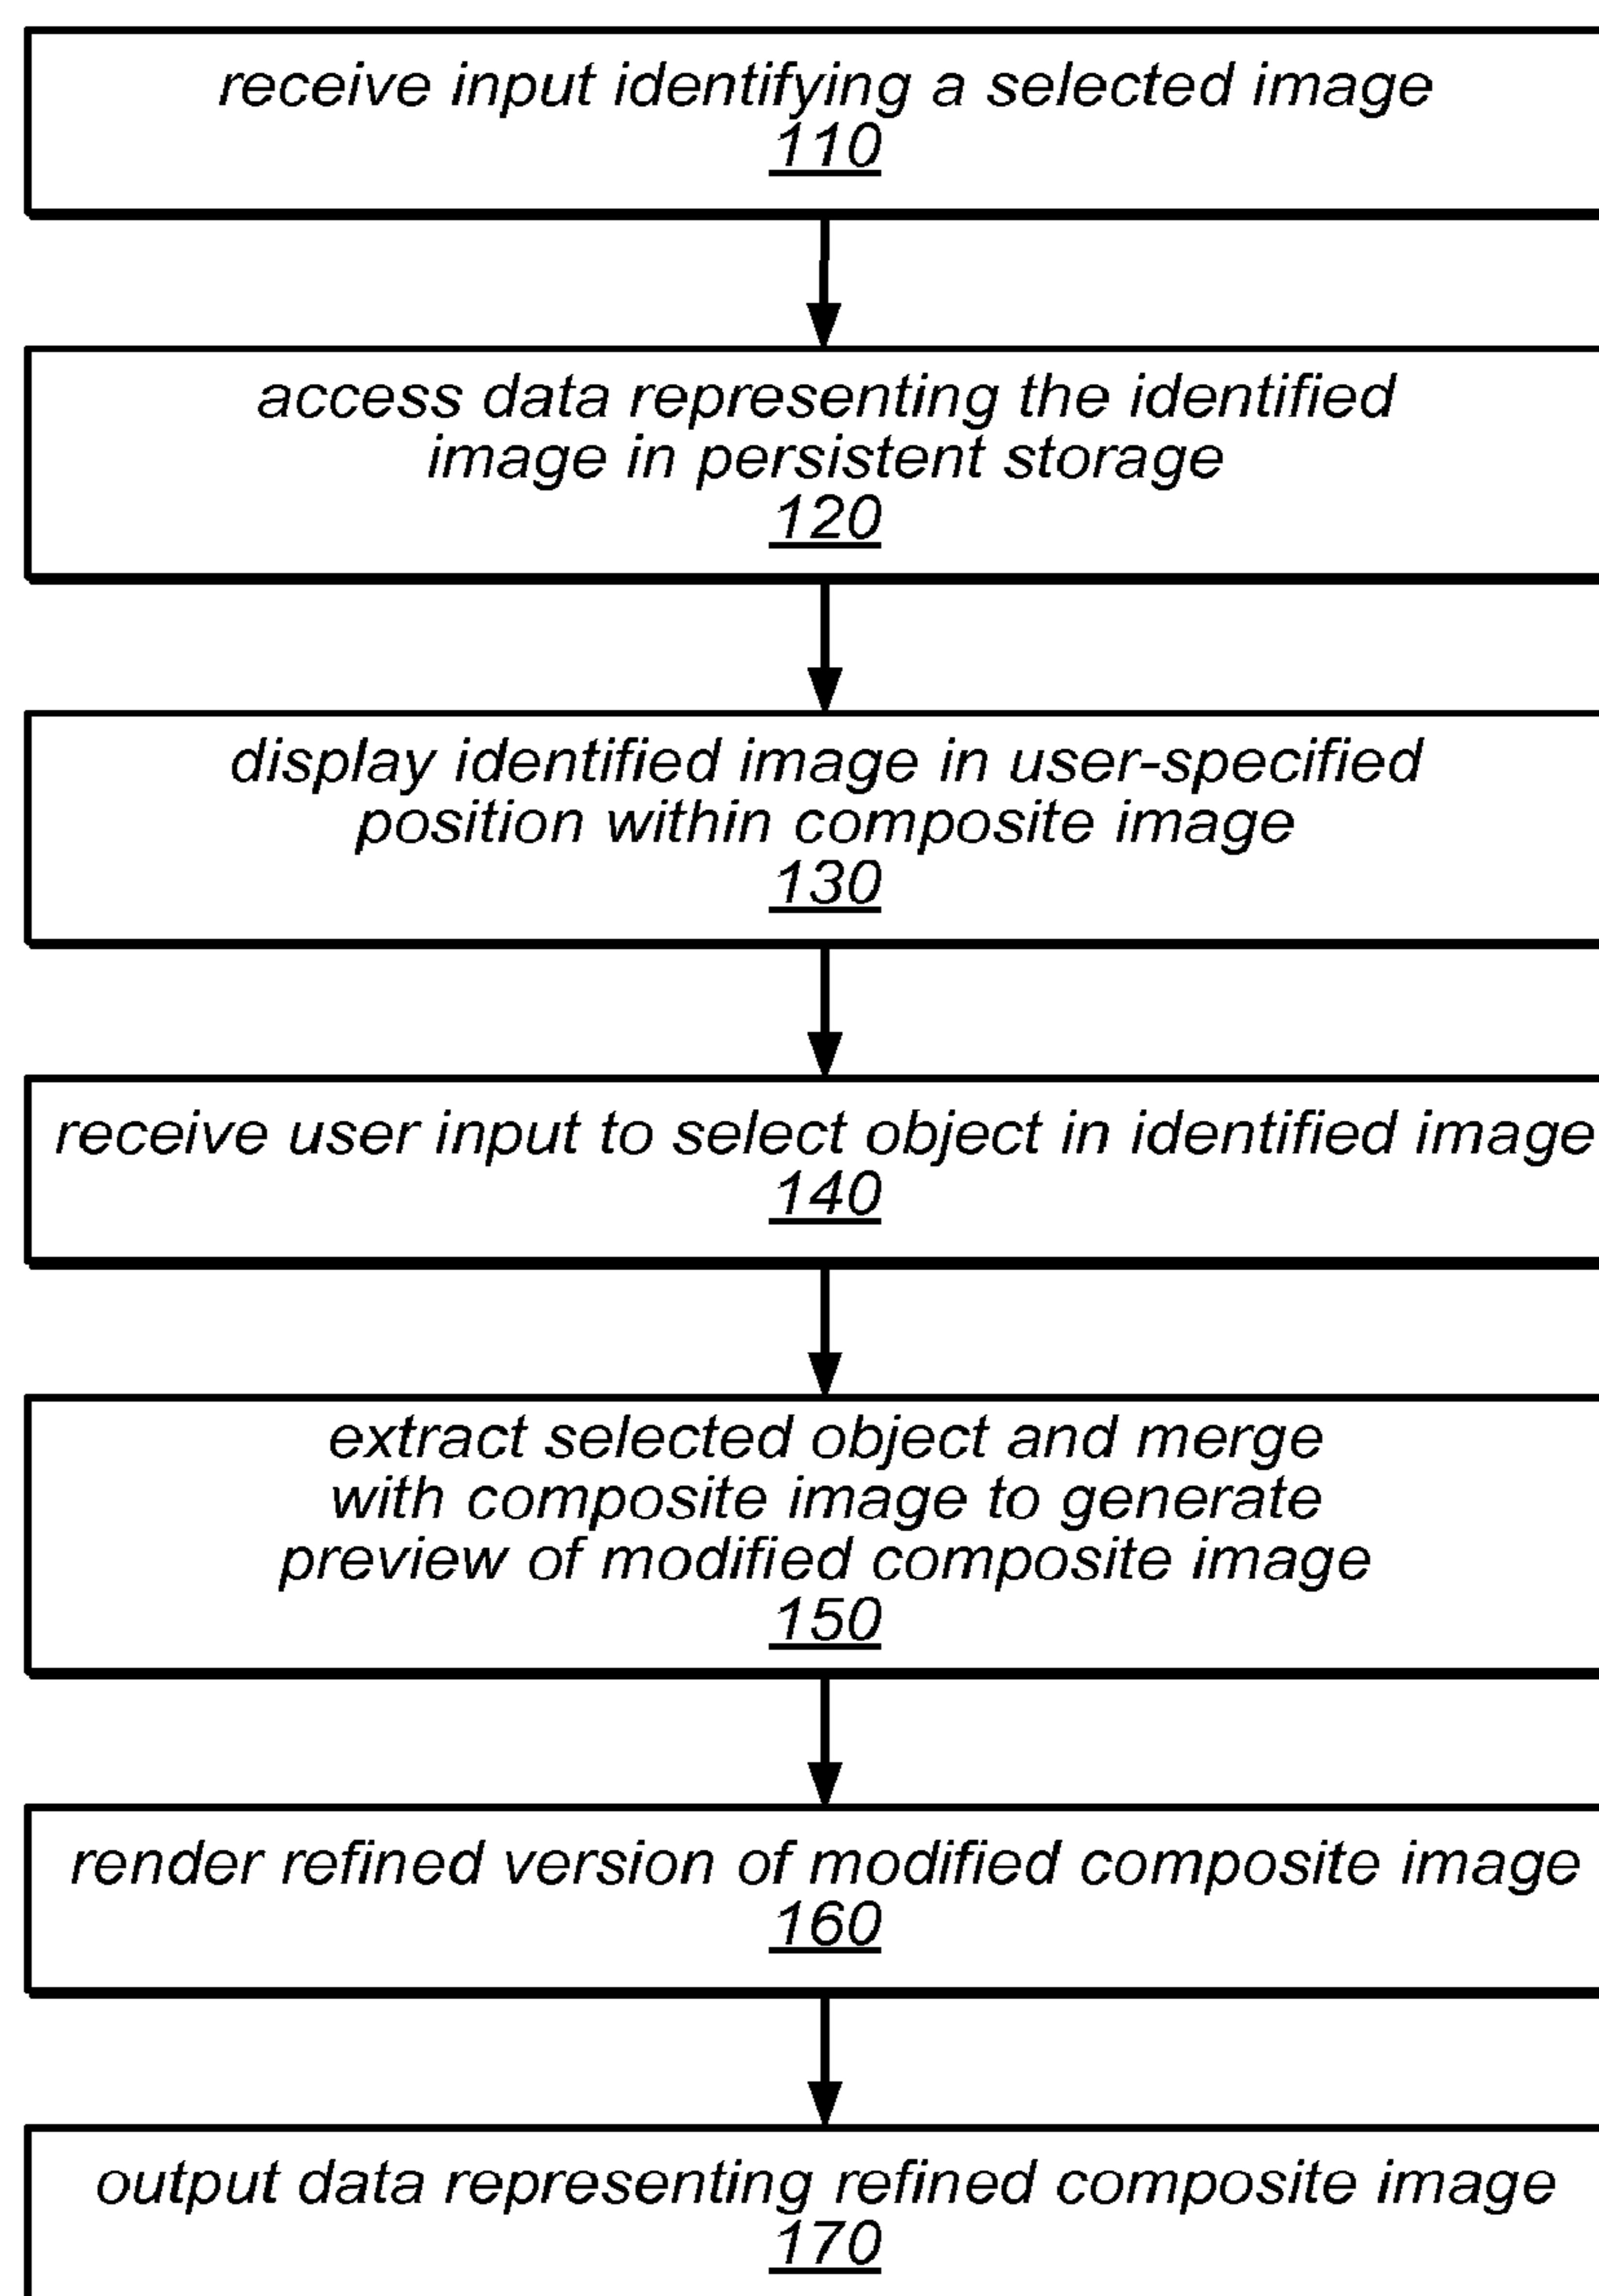 receive input identifying a selected image
110
access data representing the identified
image in persistent storage
120
display identified image in user-specified
position within composite image
130
receive user input to select object in identified image
140
extract selected object and merge
with composite image to generate
preview of modified composite image
150
render refined version of modified composite image
160
output data representing refined composite image
170